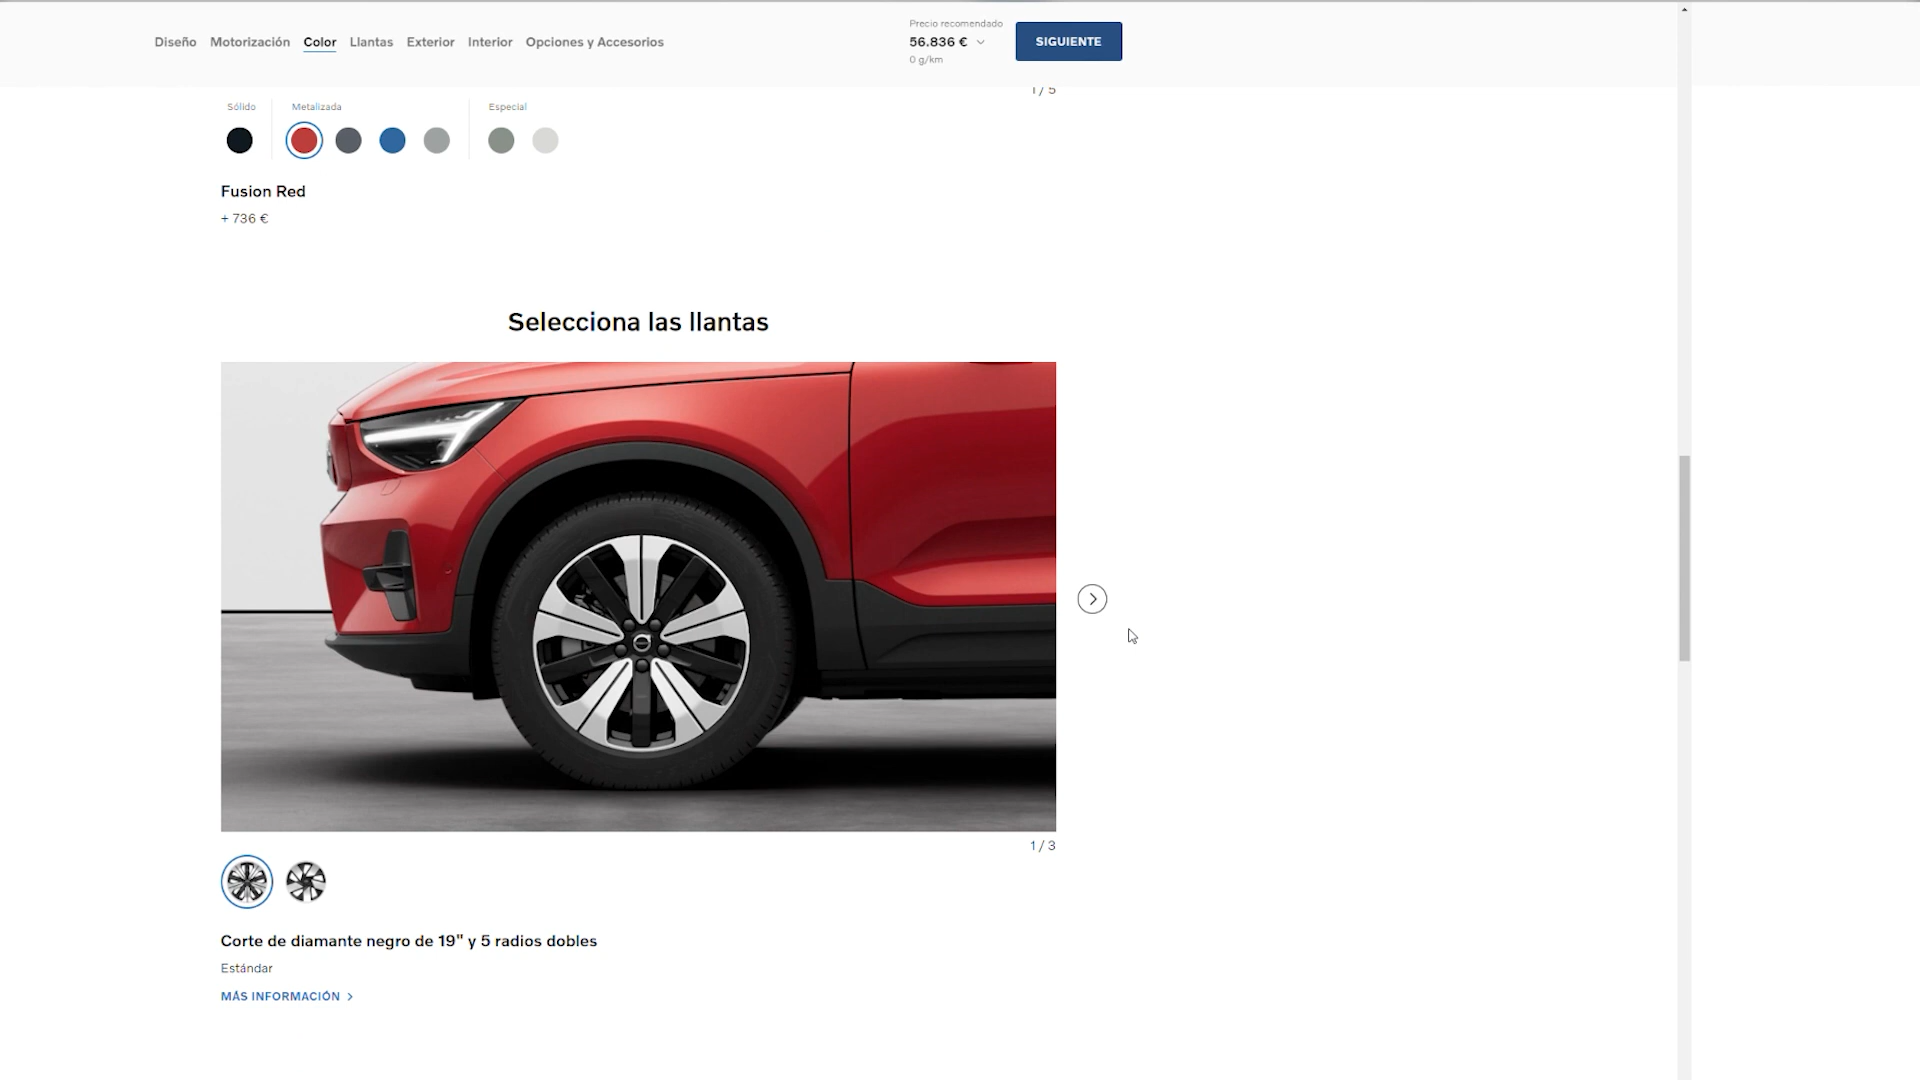 Diseño Motorización Color Llantas Exterior Interior Opciones y Accesorios
Precio recomendado
56.836 €
0 g/km
SIGUIENTE
1 / 5
Sólido Metalizada Especial
Fusion Red
+ 736 €
Selecciona las llantas
1 / 3
Corte de diamante negro de 19" y 5 radios dobles
Estándar
MÁS INFORMACIÓN